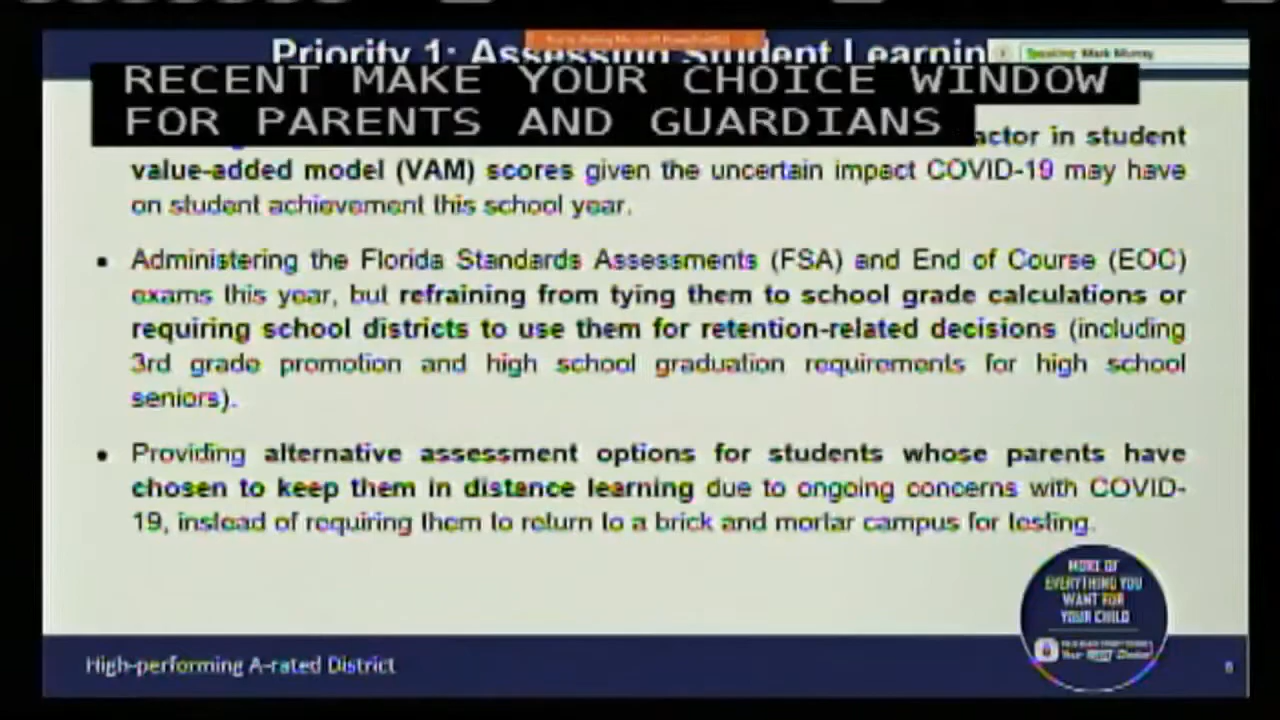 Priority 1: Assessing Student Learnin
Speaking: Mark Murray
RECENT MAKE YOUR CHOICE WINDOW
FOR PARENTS AND GUARDIANS
actor in student
value-added model (VAM) scores given the uncertain impact COVID-19 may have
on student achievement this school year.
• Administering the Florida Standards Assessments (FSA) and End of Course (EOC)
exams this year, but refraining from tying them to school grade calculations or
requiring school districts to use them for retention-related decisions (including
3rd grade promotion and high school graduation requirements for high school
seniors).
• Providing alternative assessment options for students whose parents have
chosen to keep them in distance learning due to ongoing concerns with COVID-
19, instead of requiring them to return to a brick and mortar campus for testing.
MORE OF
EVERYTHING YOU
WANT FOR
YOUR CHILD
Your BEST Choice!
High-performing A-rated District